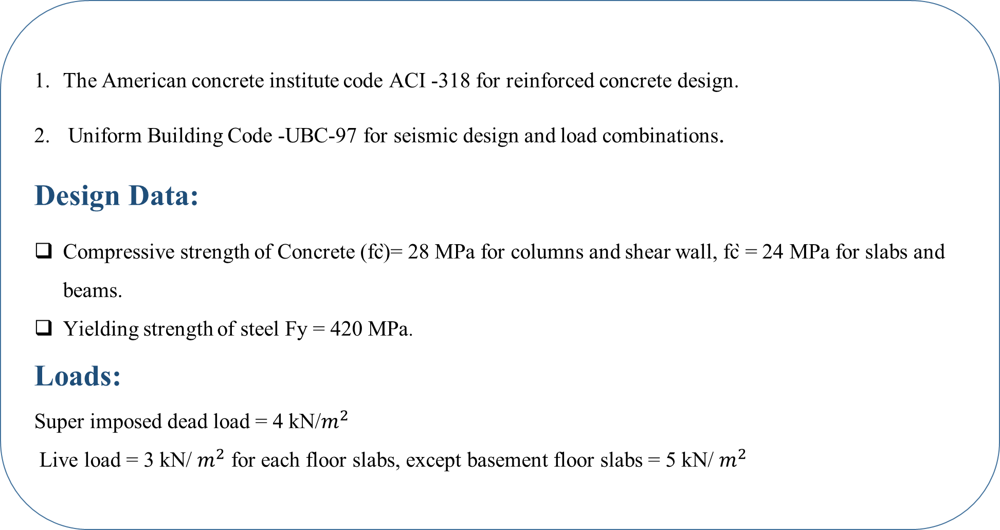 1. The American concrete institute code ACI -318 for reinforced concrete design.
2. Uniform Building Code -UBC-97 for seismic design and load combinations.
Design Data:
❑ Compressive strength of Concrete (fc̀)= 28 MPa for columns and shear wall, fc̀ = 24 MPa for slabs and
beams.
❑ Yielding strength of steel Fy = 420 MPa.
Loads:
Super imposed dead load = 4 kN/𝑚²
Live load = 3 kN/ 𝑚² for each floor slabs, except basement floor slabs = 5 kN/ 𝑚²